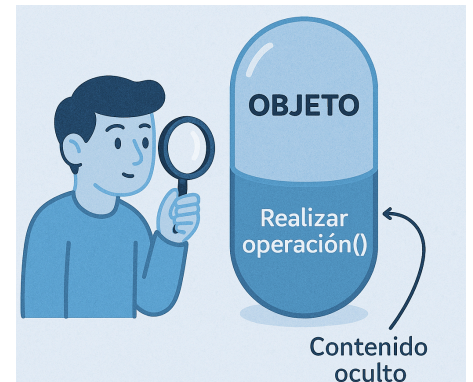 OBJETO
Realizar
operación()
Contenido
oculto